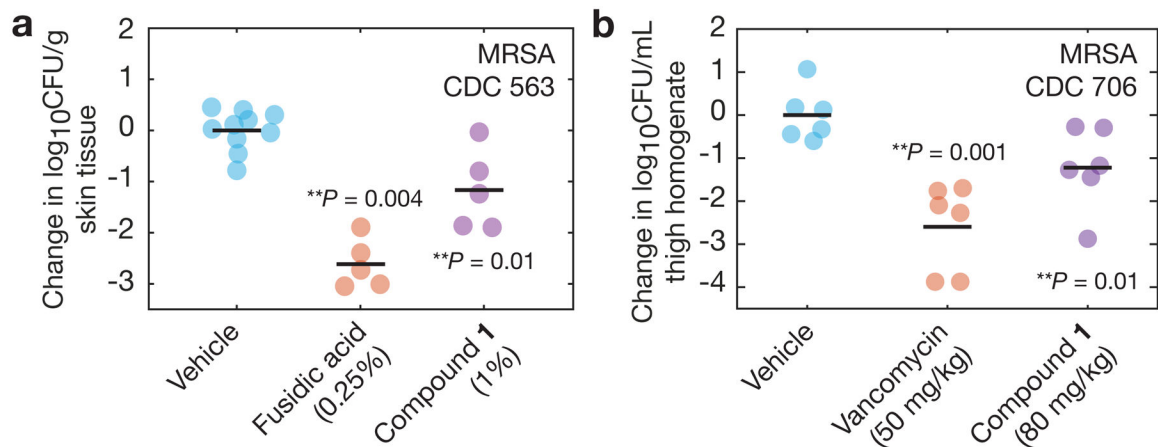 a
Change in log10CFU/g
skin tissue
2
1
0
-1
-2
-3
MRSA
CDC 563
**P = 0.004
**P = 0.01
Vehicle
Fusidic acid
(0.25%)
Compound 1
(1%)
b
Change in log10CFU/mL
thigh homogenate
2
1
0
-1
-2
-3
-4
MRSA
CDC 706
**P = 0.001
**P = 0.01
Vehicle
Vancomycin
(50 mg/kg)
Compound 1
(80 mg/kg)